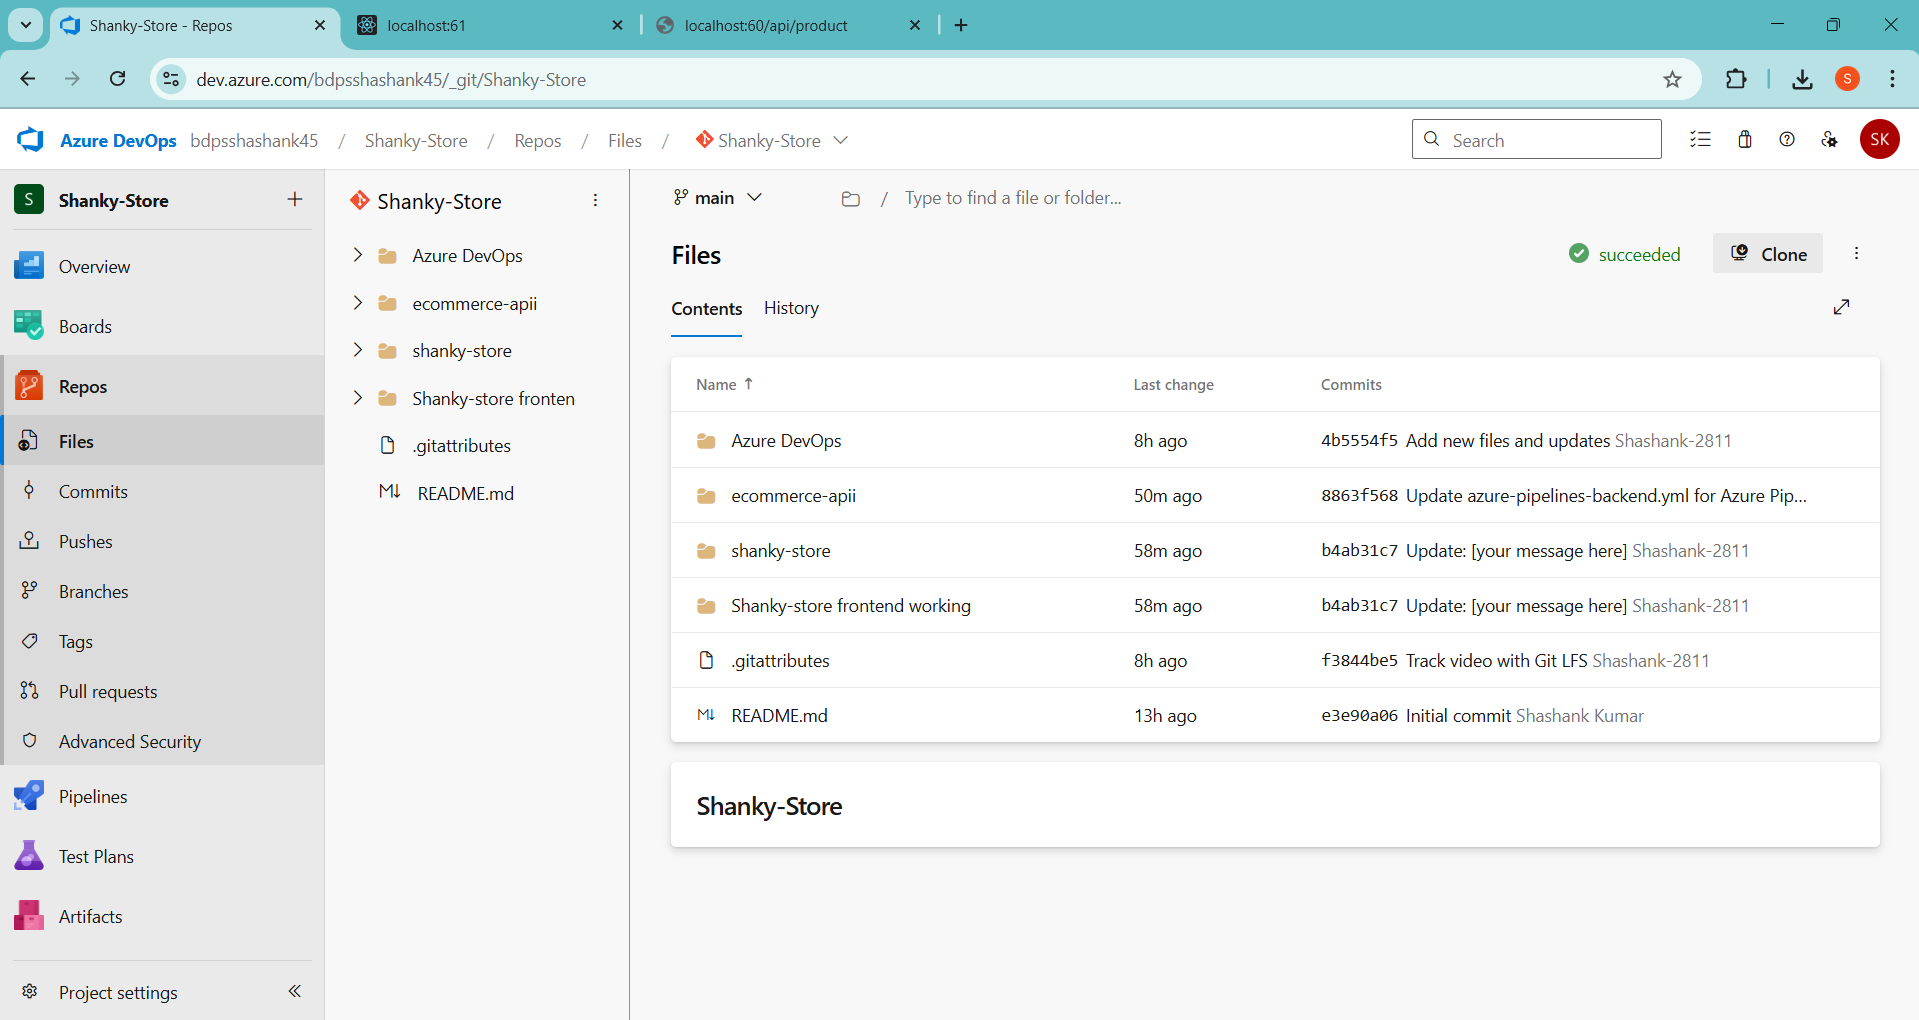 Shanky-Store - Repos
localhost:61
localhost:60/api/product
dev.azure.com/bdpsshashank45/_git/Shanky-Store
S
Azure DevOps bdpsshashank45 / Shanky-Store / Repos / Files / Shanky-Store
Search
SK
S Shanky-Store
Overview
Boards
Repos
Files
Commits
Pushes
Branches
Tags
Pull requests
Advanced Security
Pipelines
Test Plans
Artifacts
Project settings
Shanky-Store
Azure DevOps
ecommerce-apii
shanky-store
Shanky-store fronten
.gitattributes
M↓ README.md
main / Type to find a file or folder...
Files
succeeded
Clone
Contents History
Name ↑ Last change Commits
Azure DevOps 8h ago 4b5554f5 Add new files and updates Shashank-2811
ecommerce-apii 50m ago 8863f568 Update azure-pipelines-backend.yml for Azure Pip...
shanky-store 58m ago b4ab31c7 Update: [your message here] Shashank-2811
Shanky-store frontend working 58m ago b4ab31c7 Update: [your message here] Shashank-2811
.gitattributes 8h ago f3844be5 Track video with Git LFS Shashank-2811
M↓ README.md 13h ago e3e90a06 Initial commit Shashank Kumar
Shanky-Store